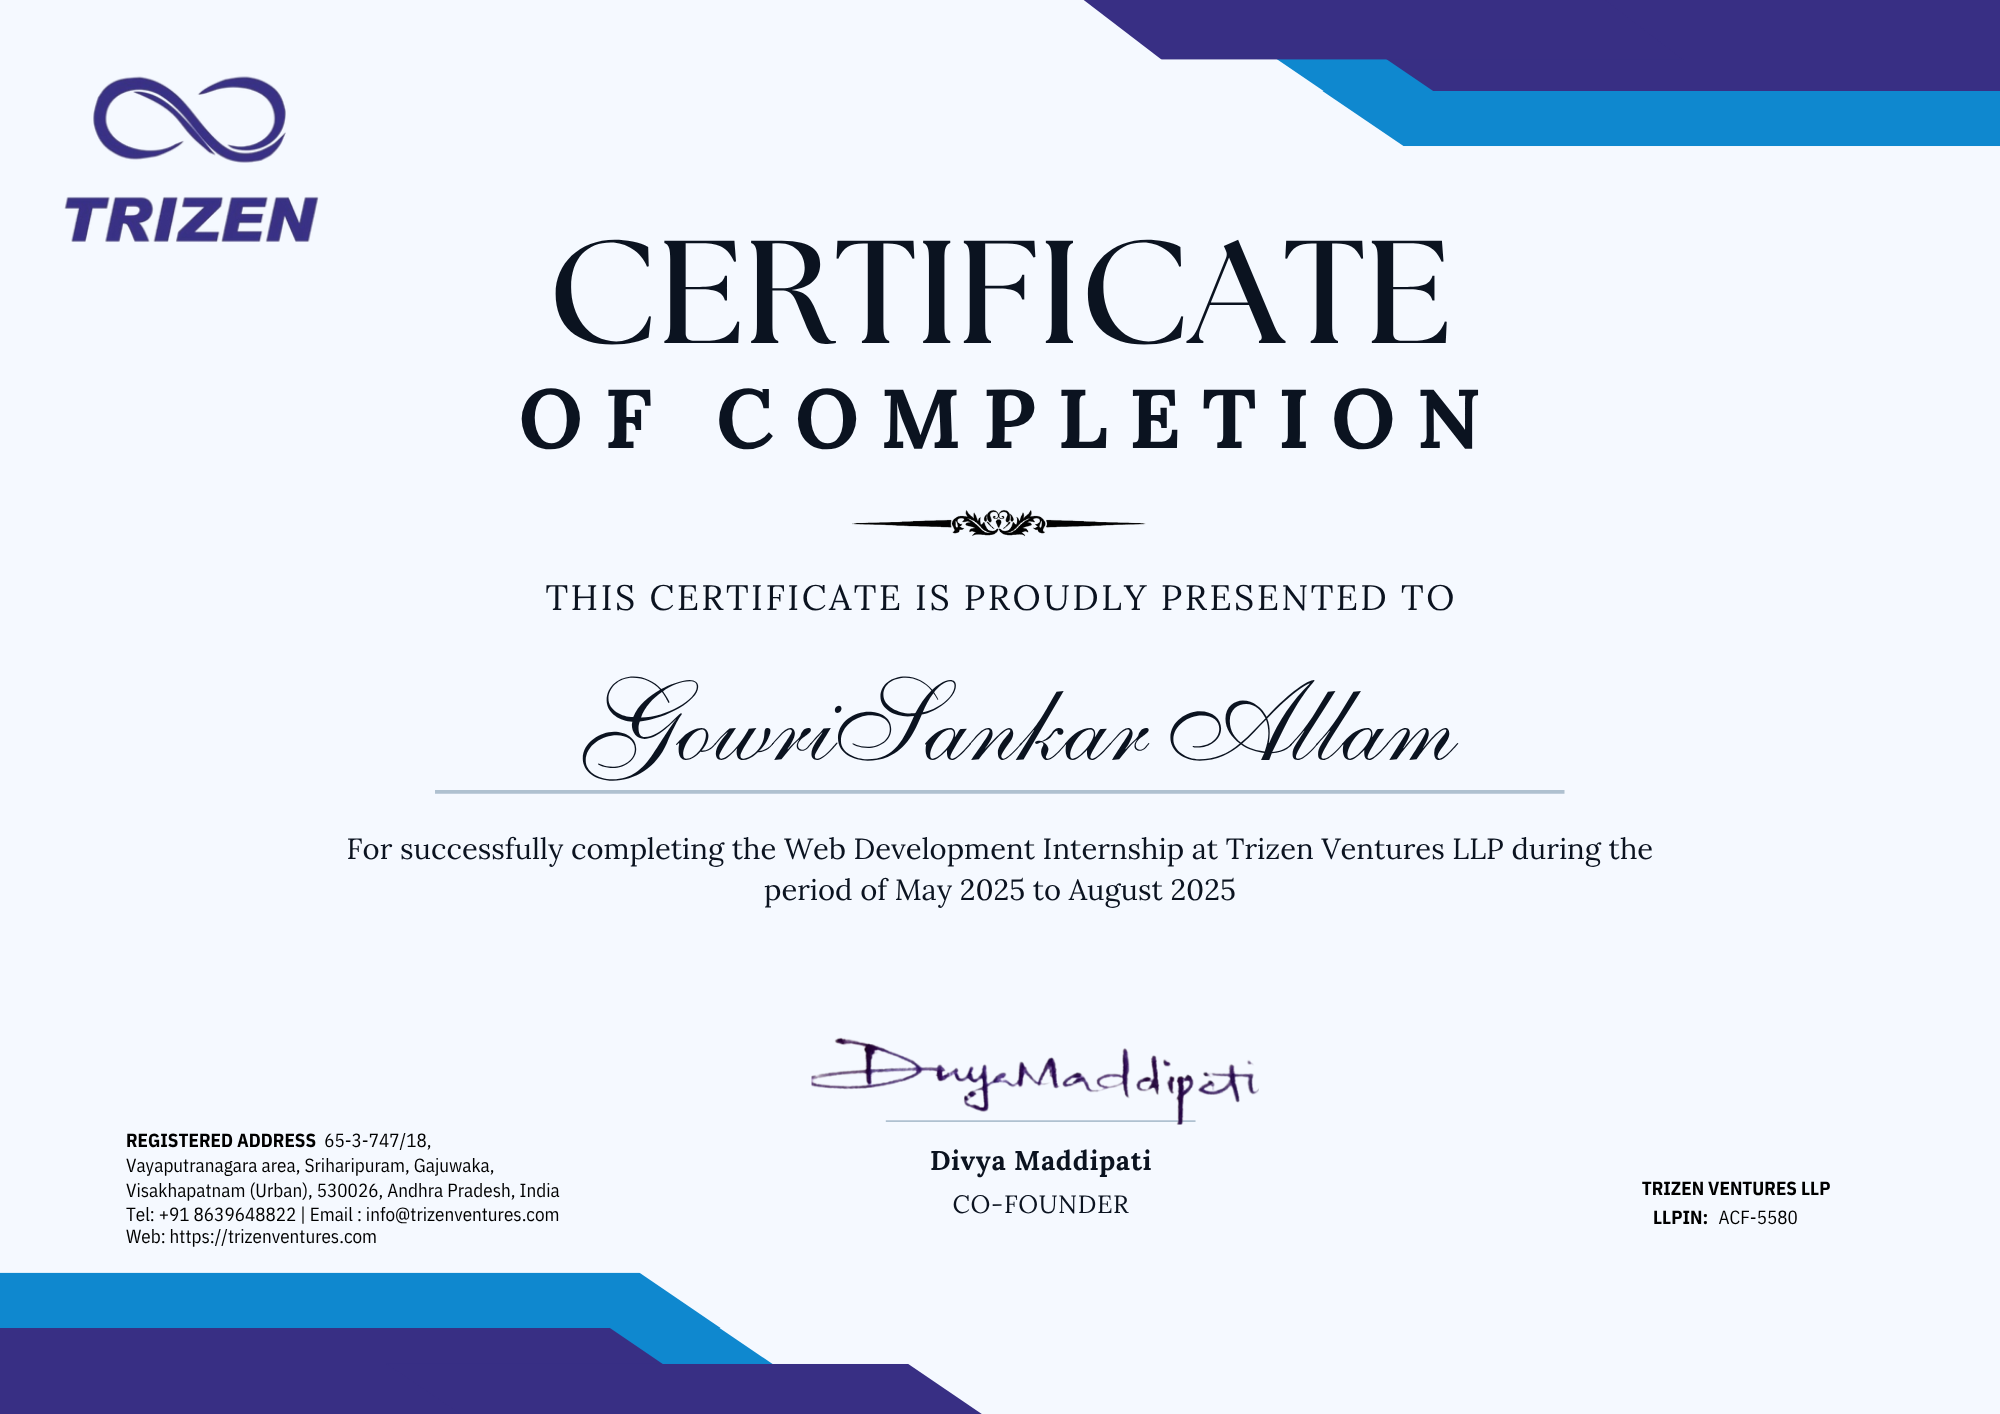 TRIZEN
CERTIFICATE
OF COMPLETION
THIS CERTIFICATE IS PROUDLY PRESENTED TO
GowriSankar Allam
For successfully completing the Web Development Internship at Trizen Ventures LLP during the
period of May 2025 to August 2025
DivyaMaddipati
Divya Maddipati
CO-FOUNDER
REGISTERED ADDRESS 65-3-747/18,
Vayaputranagara area, Sriharipuram, Gajuwaka,
Visakhapatnam (Urban), 530026, Andhra Pradesh, India
Tel: +91 8639648822 | Email : info@trizenventures.com
Web: https://trizenventures.com
TRIZEN VENTURES LLP
LLPIN: ACF-5580